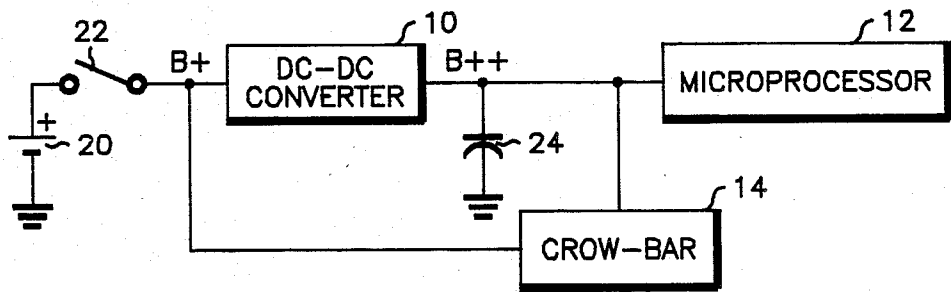 22
B+
10
DC-DC
CONVERTER
B++
12
MICROPROCESSOR
+
20
24
14
CROW-BAR